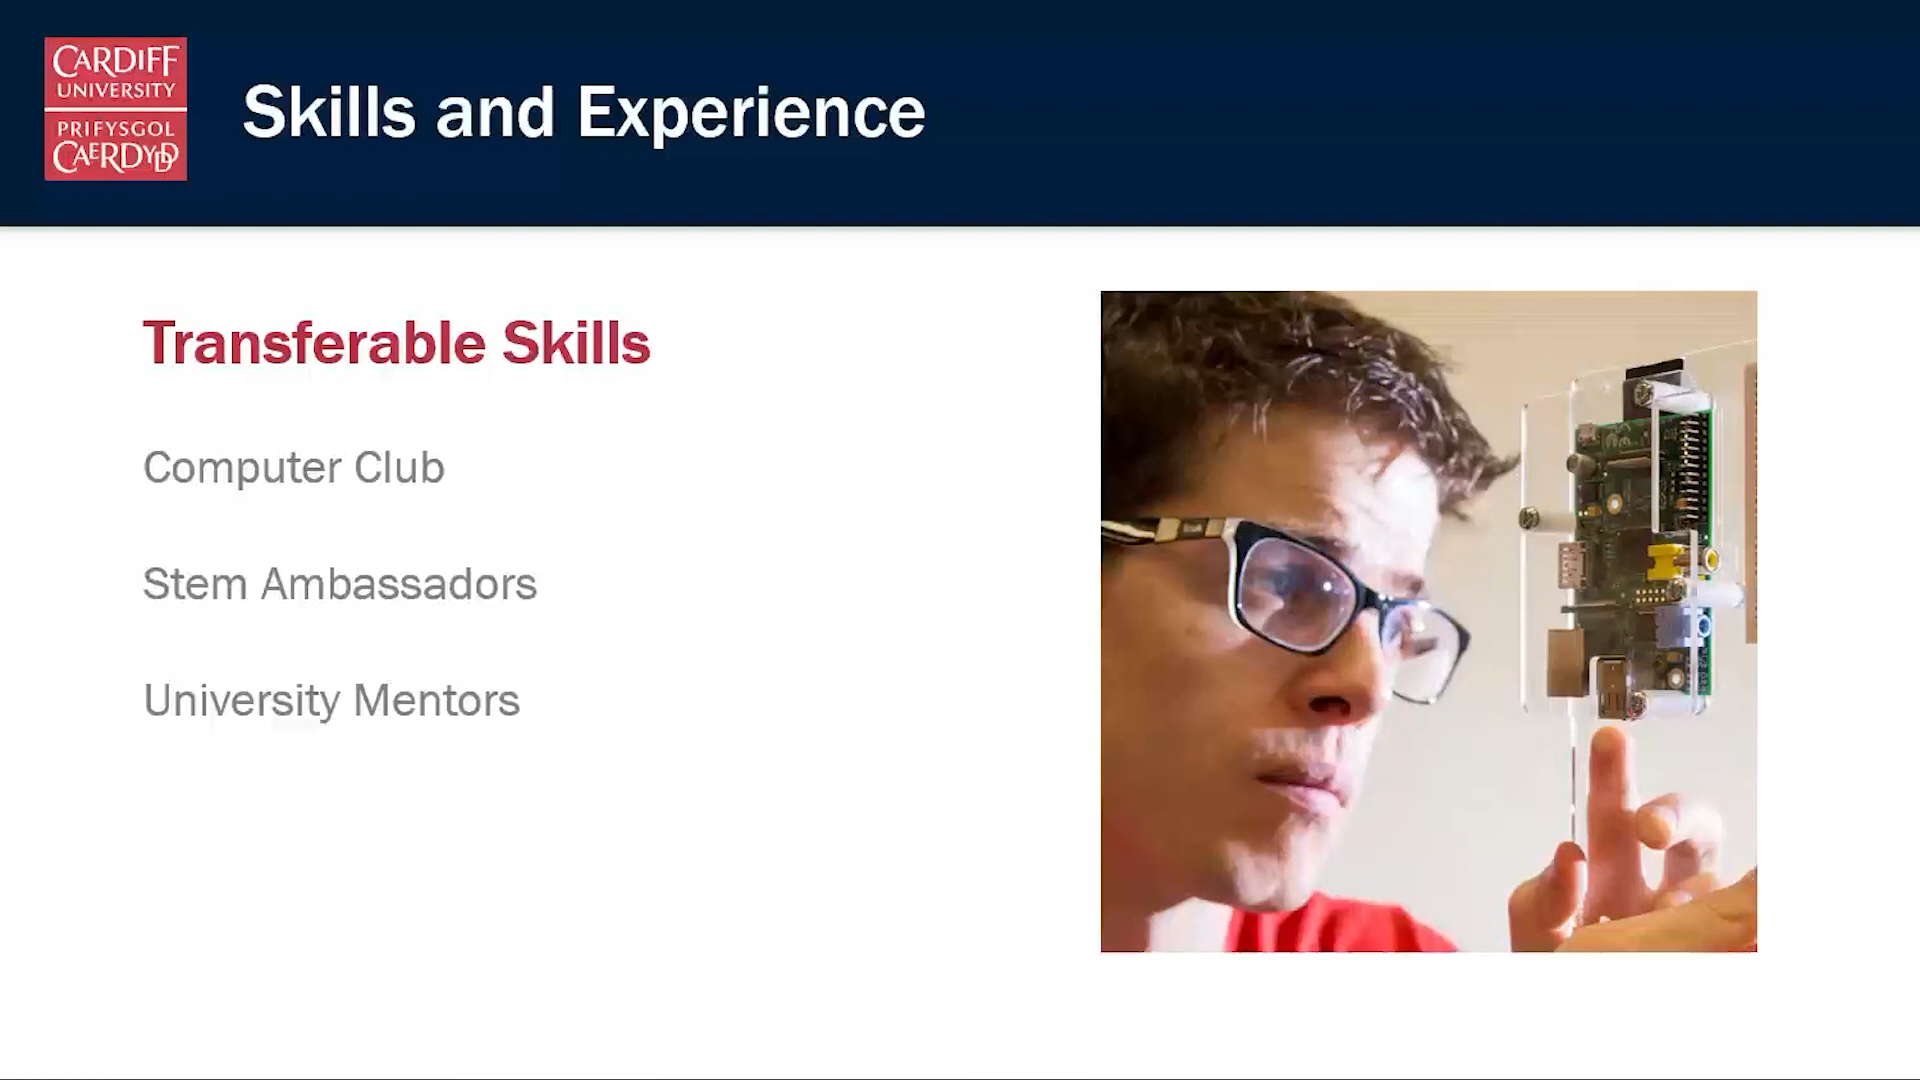 CARDIFF
UNIVERSITY
PRIFYSGOL
CAERDYDD
Skills and Experience
Transferable Skills
Computer Club
Stem Ambassadors
University Mentors